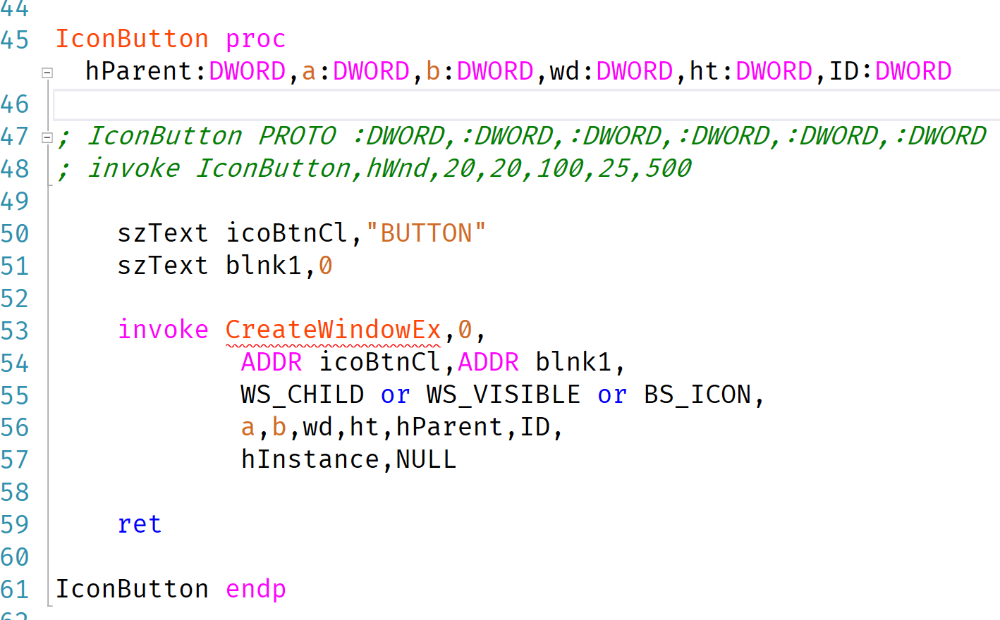 44
45 IconButton proc
hParent:DWORD,a:DWORD,b:DWORD,wd:DWORD,ht:DWORD,ID:DWORD
46
47 ; IconButton PROTO :DWORD,:DWORD,:DWORD,:DWORD,:DWORD,:DWORD
48 ; invoke IconButton,hWnd,20,20,100,25,500
49
50 szText icoBtnCl,"BUTTON"
51 szText blnk1,0
52
53 invoke CreateWindowEx,0,
54 ADDR icoBtnCl,ADDR blnk1,
55 WS_CHILD or WS_VISIBLE or BS_ICON,
56 a,b,wd,ht,hParent,ID,
57 hInstance,NULL
58
59 ret
60
61 IconButton endp
62